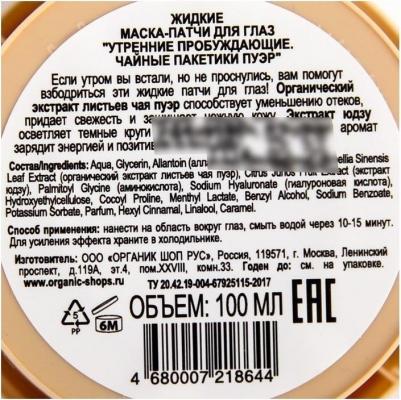 ЖИДКИЕ
МАСКА-ПАТЧИ ДЛЯ ГЛАЗ
"УТРЕННИЕ ПРОБУЖДАЮЩИЕ.
ЧАЙНЫЕ ПАКЕТИКИ ПУЭР"
Если утром вы встали, но не проснулись, вам помогут
взбодриться эти жидкие патчи для глаз! Органический
экстракт листьев чая пуэр способствует уменьшению отеков,
придает свежесть и кожу. Экстракт юдзу
осветляет темные круги аромат
зарядит энергией и
Состав/Ingredients: Aqua, Glycerin, Allantoin Sinensis
Leaf Extract (органический экстракт листьев чая пуэр), Citrus Junos Fruit Extract (экстракт
юдзу), Palmitoyl Glycine (аминокислота), Sodium Hyaluronate (гиалуроновая кислота),
Hydroxyethylcellulose, Cocoyl Proline, Mentha Lactate, Benzyl Alcohol, Sodium Benzoate,
Potassium Sorbate, Parfum, Hexyl Cinnamal, Linalool, Caramel.
Способ применения: нанести на область вокруг глаз, смыть водой через 10-15 минут.
Для усиления эффекта храните в холодильнике.
Изготовитель: ООО «ОРГАНИК ШОП РУС», Россия, 119571, г. Москва, Ленинский
проспект, д.119А, эт.4, пом.XXVIII, комн.33. Годен до: см. на упаковке.
www.organic-shops.ru ТУ 20.42.19-004-67925115-2017
ОБЪЕМ: 100 МЛ
5
PP
6M
EAC
4 680007 218644